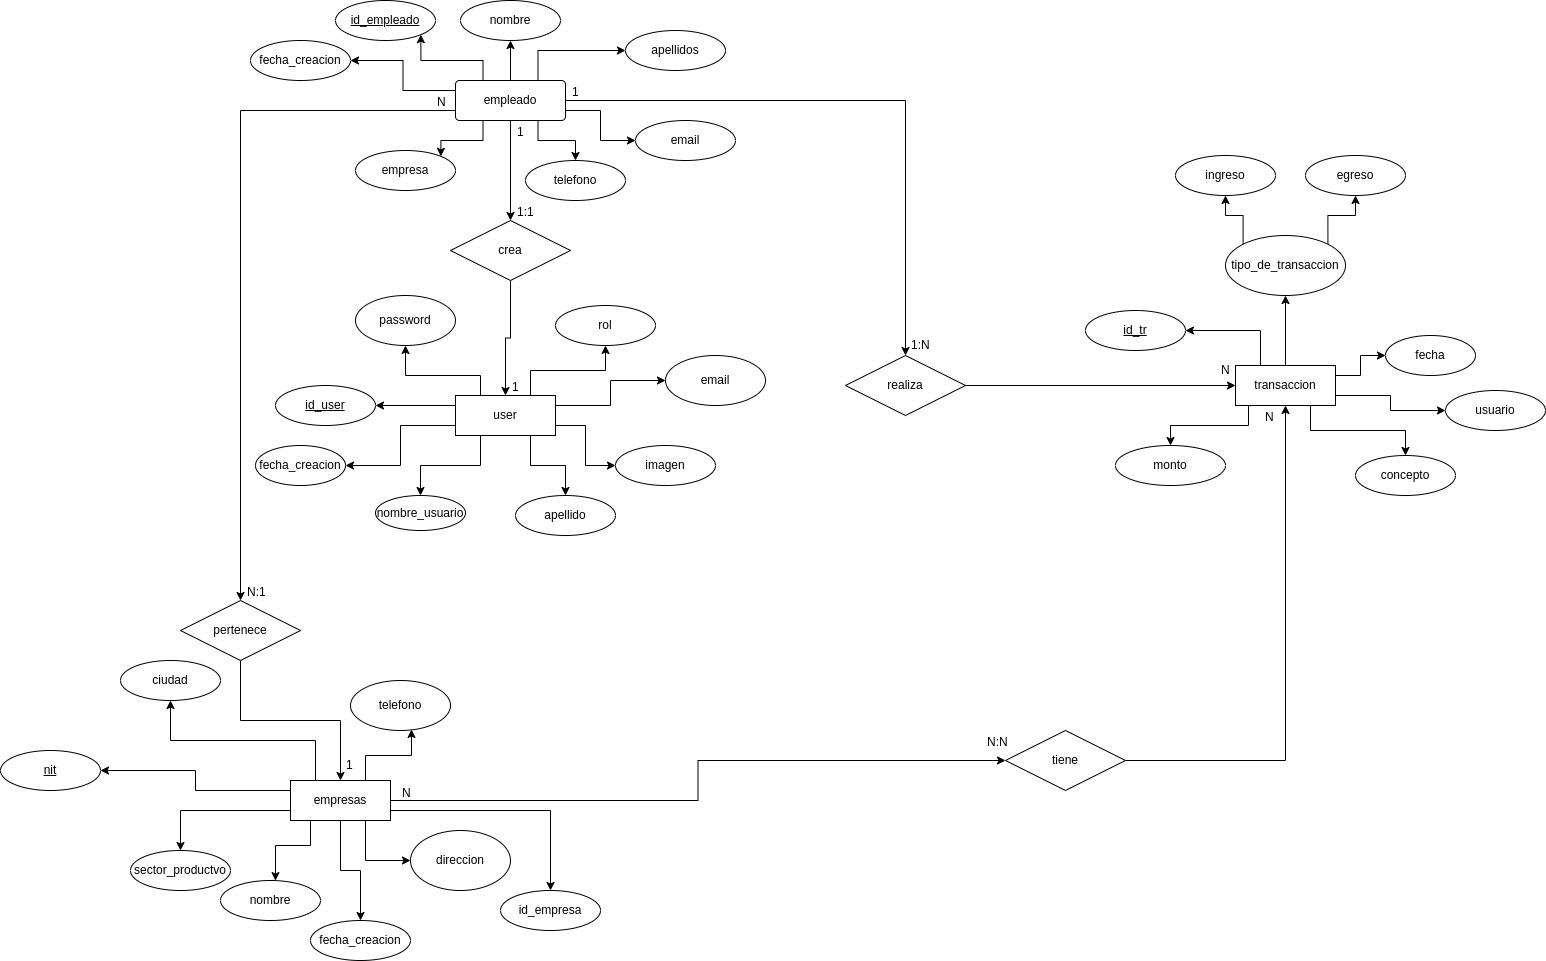 id_empleado
nombre
fecha_creacion
apellidos
empleado
1
N
1
email
empresa
telefono
1:1
crea
ingreso
egreso
tipo_de_transaccion
password
rol
id_tr
1:N
fecha
email
realiza
N
transaccion
1
id_user
user
N
usuario
fecha_creacion
imagen
monto
concepto
nombre_usuario
apellido
N:1
pertenece
ciudad
telefono
N:N
tiene
nit
1
empresas
N
sector_productvo
direccion
nombre
id_empresa
fecha_creacion